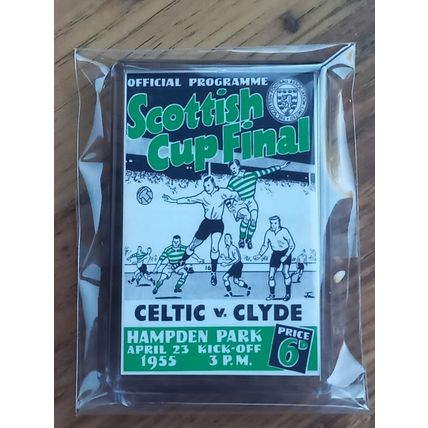 OFFICIAL PROGRAMME
Scottish
Cup Final
CELTIC v. CLYDE
HAMPDEN PARK
APRIL 23 KICK-OFF
1955 3 P.M.
PRICE
6D